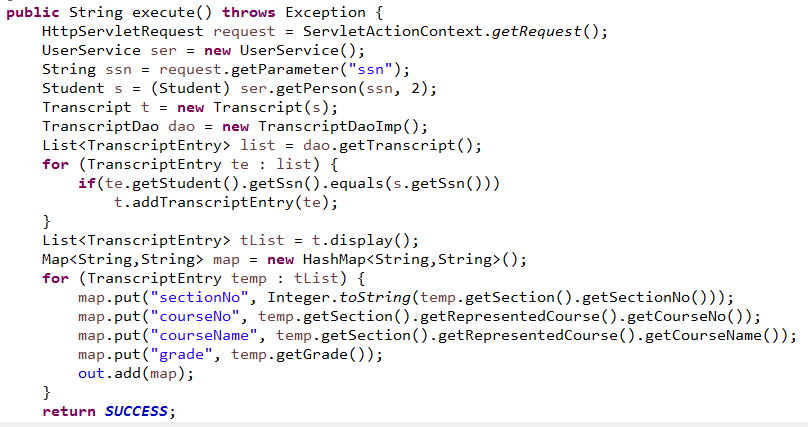 public String execute() throws Exception {
    HttpServletRequest request = ServletActionContext.getRequest();
    UserService ser = new UserService();
    String ssn = request.getParameter("ssn");
    Student s = (Student) ser.getPerson(ssn, 2);
    Transcript t = new Transcript(s);
    TranscriptDao dao = new TranscriptDaoImp();
    List<TranscriptEntry> list = dao.getTranscript();
    for (TranscriptEntry te : list) {
        if(te.getStudent().getSsn().equals(s.getSsn()))
            t.addTranscriptEntry(te);
    }
    List<TranscriptEntry> tList = t.display();
    Map<String,String> map = new HashMap<String,String>();
    for (TranscriptEntry temp : tList) {
        map.put("sectionNo", Integer.toString(temp.getSection().getSectionNo()));
        map.put("courseNo", temp.getSection().getRepresentedCourse().getCourseNo());
        map.put("courseName", temp.getSection().getRepresentedCourse().getCourseName());
        map.put("grade", temp.getGrade());
        out.add(map);
    }
    return SUCCESS;